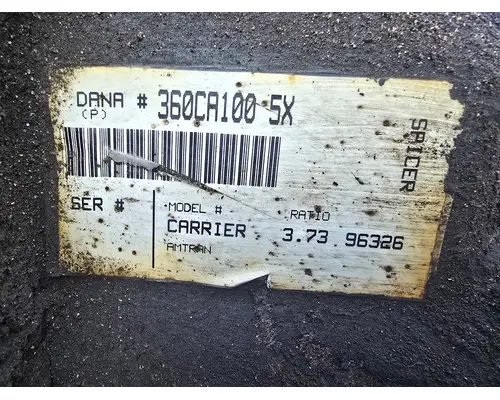 DANA # 360CA100-5X
(P)
SPICER
SER # MODEL # RATIO
CARRIER 3.73 96326
AMTRAN